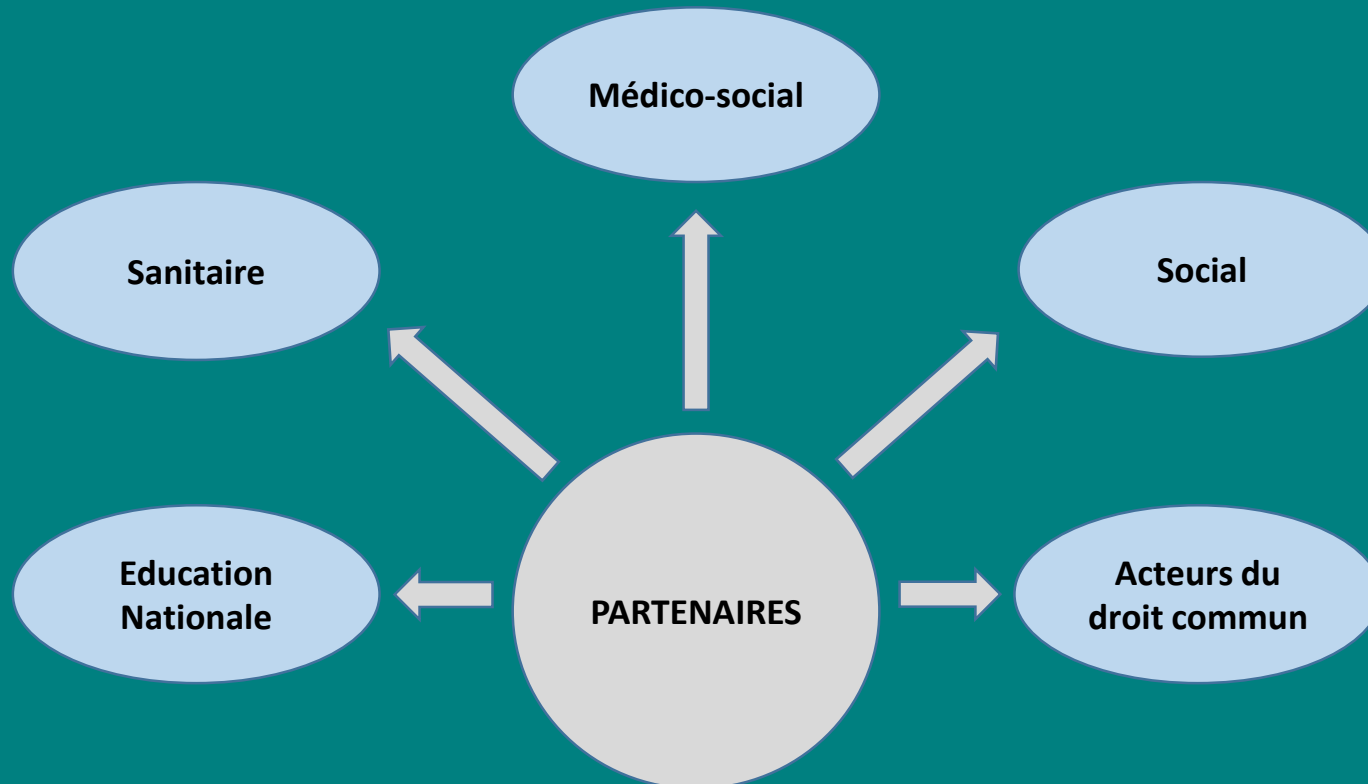 Médico-social
Sanitaire
Social
Education
Nationale
PARTENAIRES
Acteurs du
droit commun